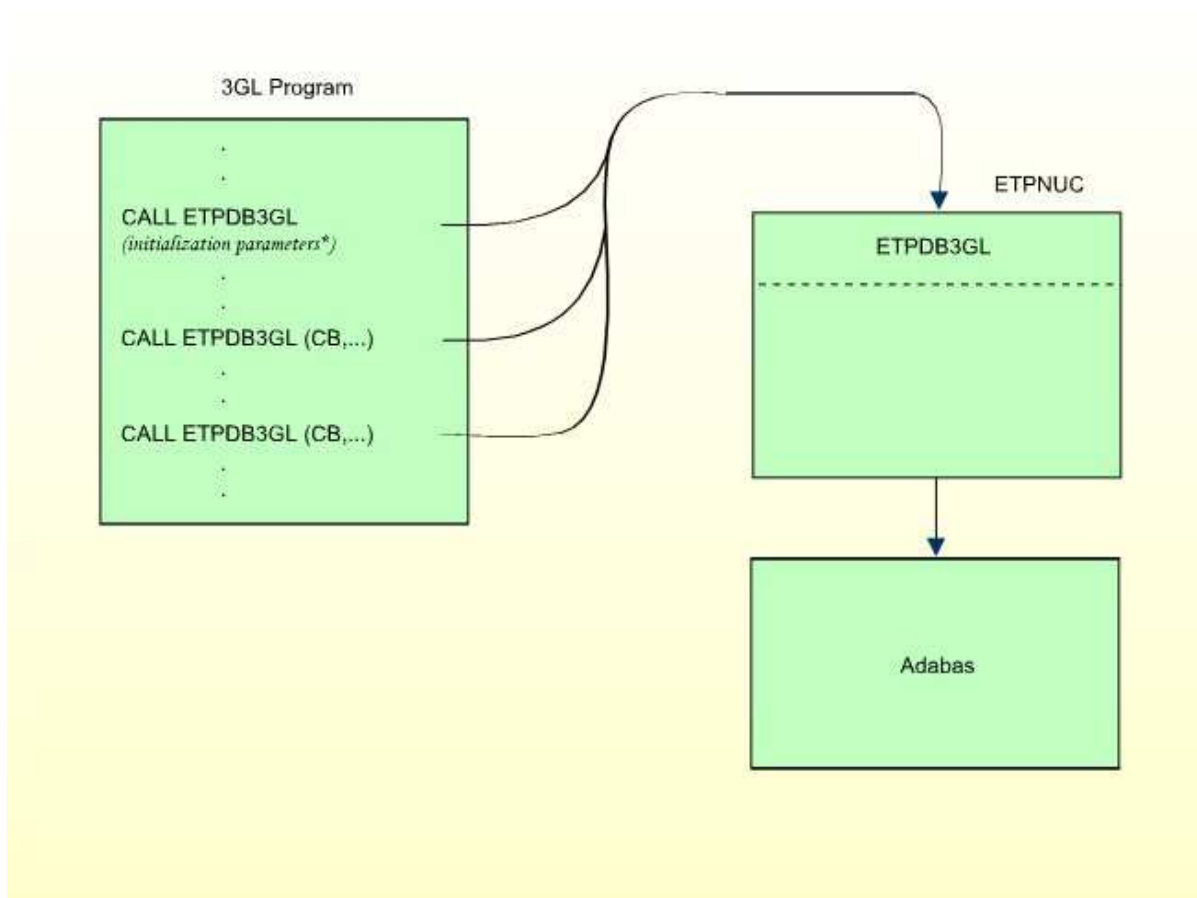 3GL Program
.
.
CALL ETPDB3GL
(initialization parameters*)
.
.
CALL ETPDB3GL (CB,...)
.
.
CALL ETPDB3GL (CB,...)
.
.
ETPNUC
ETPDB3GL
Adabas